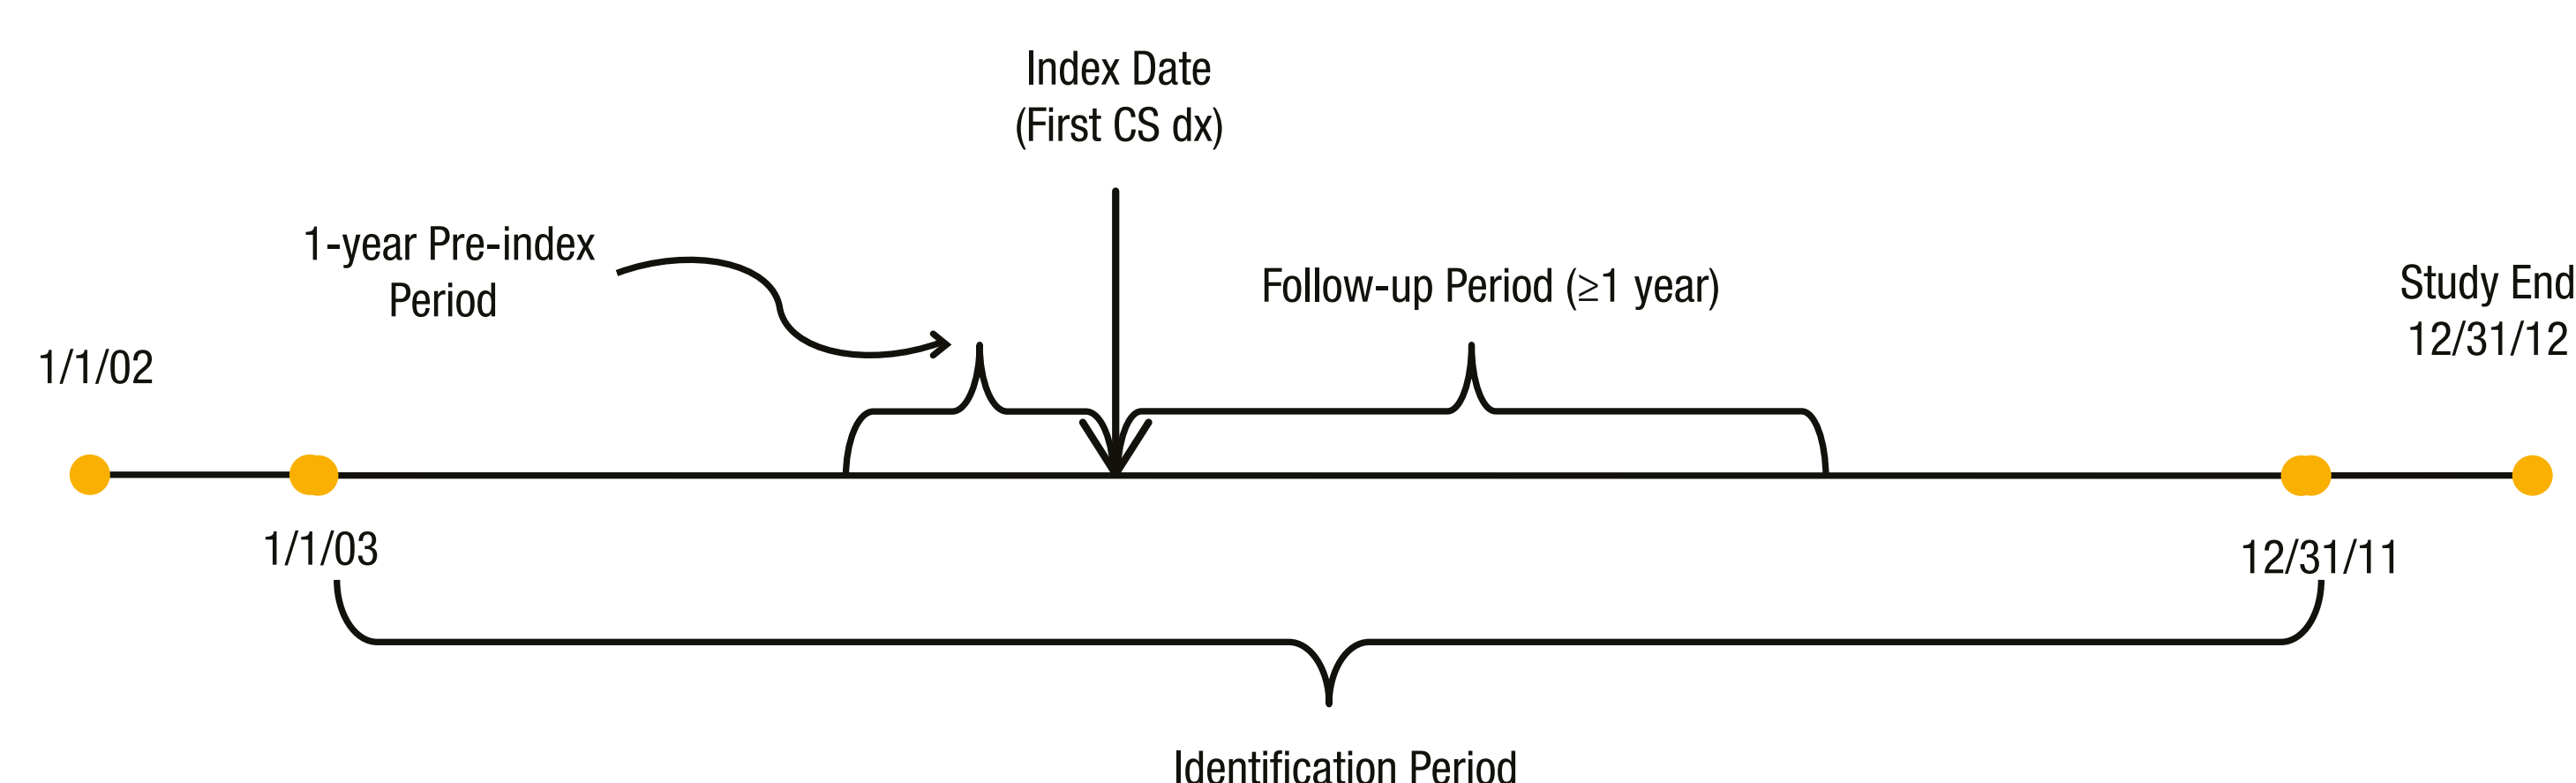 Index Date
(First CS dx)
1-year Pre-index
Period
Follow-up Period (≥1 year)
Study End
12/31/12
1/1/02
1/1/03
12/31/11
Identification Period